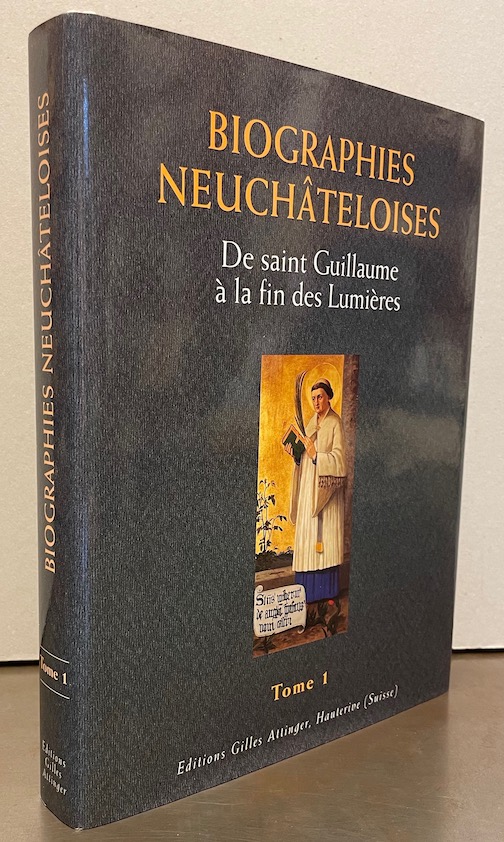 BIOGRAPHIES
NEUCHÂTELOISES
De saint Guillaume
à la fin des Lumières
Tome 1
Editions Gilles Attinger, Hauterive (Suisse)
BIOGRAPHIES NEUCHÂTELOISES
Tome 1
Editions
Gilles
Attinger